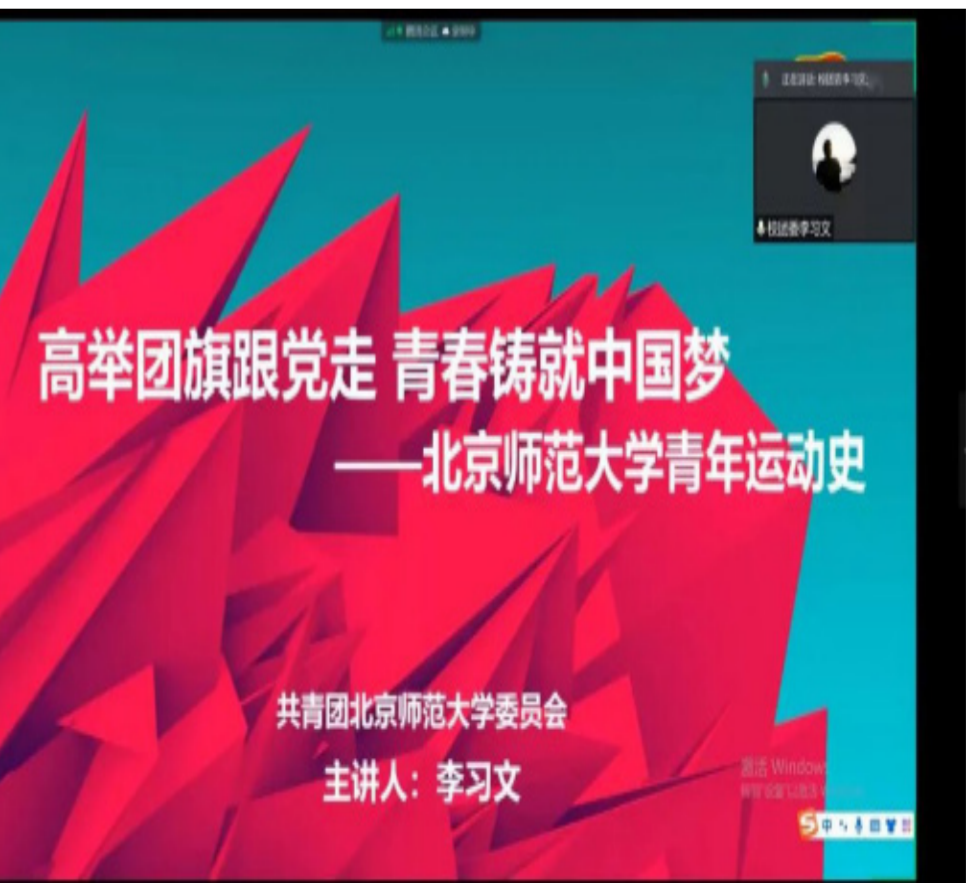 高举团旗跟党走 青春铸就中国梦
——北京师范大学青年运动史
共青团北京师范大学委员会
主讲人：李习文
校团委李习文
激活 Windows
中